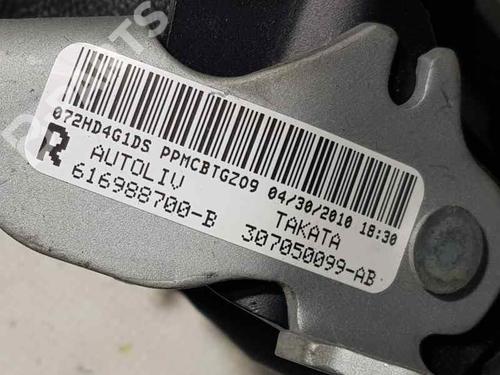 072HD4G1DS PPMCBTGZ09 04/30/2010 18:30
R AUTOLIV TAKATA
616988700-B 307050099-AB